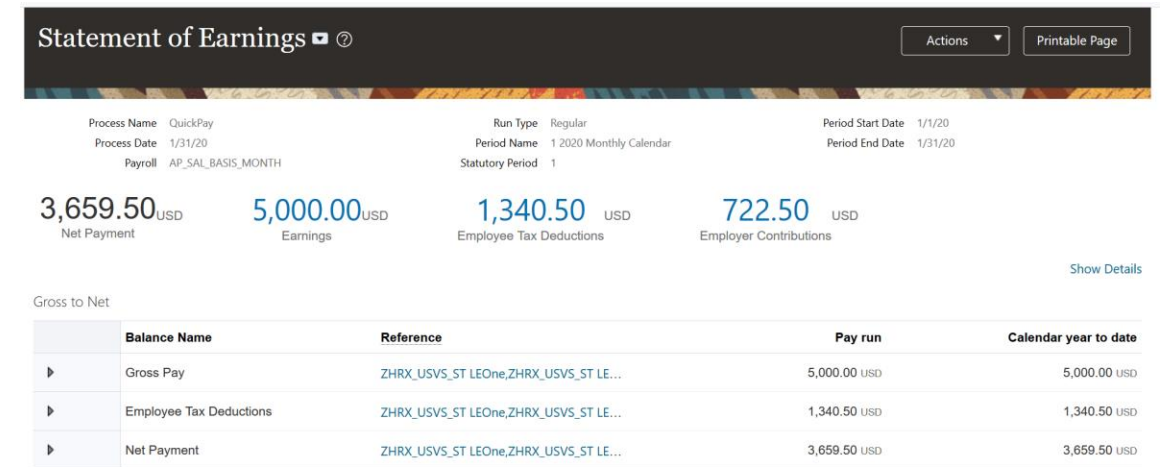 Statement of Earnings
Actions
Printable Page
Process Name QuickPay Run Type Regular Period Start Date 1/1/20
Process Date 1/31/20 Period Name 1 2020 Monthly Calendar Period End Date 1/31/20
Payroll AP_SAL_BASIS_MONTH Statutory Period 1
3,659.50 USD 5,000.00 USD 1,340.50 USD 722.50 USD
Net Payment Earnings Employee Tax Deductions Employer Contributions
Show Details
Gross to Net
Balance Name Reference Pay run Calendar year to date
Gross Pay ZHRX_USVS_ST LEOne,ZHRX_USVS_ST LE... 5,000.00 USD 5,000.00 USD
Employee Tax Deductions ZHRX_USVS_ST LEOne,ZHRX_USVS_ST LE... 1,340.50 USD 1,340.50 USD
Net Payment ZHRX_USVS_ST LEOne,ZHRX_USVS_ST LE... 3,659.50 USD 3,659.50 USD